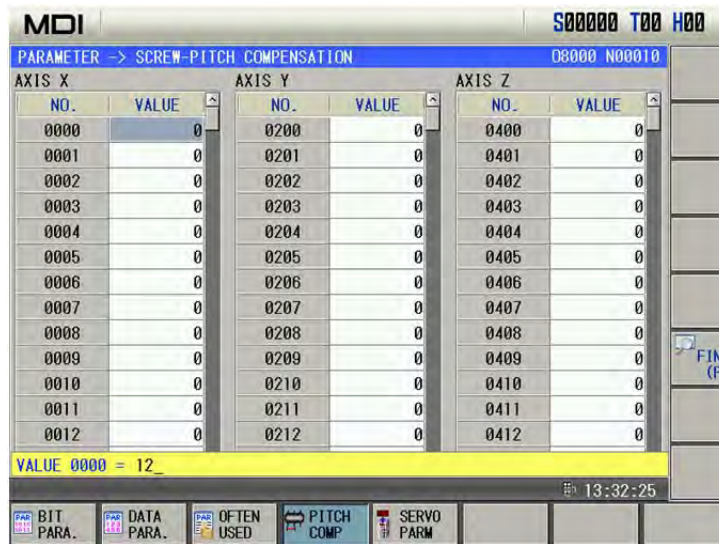 MDI S00000 T00 H00
PARAMETER -> SCREW-PITCH COMPENSATION O8000 N00010
AXIS X AXIS Y AXIS Z
NO. VALUE NO. VALUE NO. VALUE
0000 0 0200 0 0400 0
0001 0 0201 0 0401 0
0002 0 0202 0 0402 0
0003 0 0203 0 0403 0
0004 0 0204 0 0404 0
0005 0 0205 0 0405 0
0006 0 0206 0 0406 0
0007 0 0207 0 0407 0
0008 0 0208 0 0408 0
0009 0 0209 0 0409 0
0010 0 0210 0 0410 0
0011 0 0211 0 0411 0
0012 0 0212 0 0412 0
VALUE 0000 = 12_
13:32:25
BIT PARA.
DATA PARA.
OFTEN USED
PITCH COMP
SERVO PARM